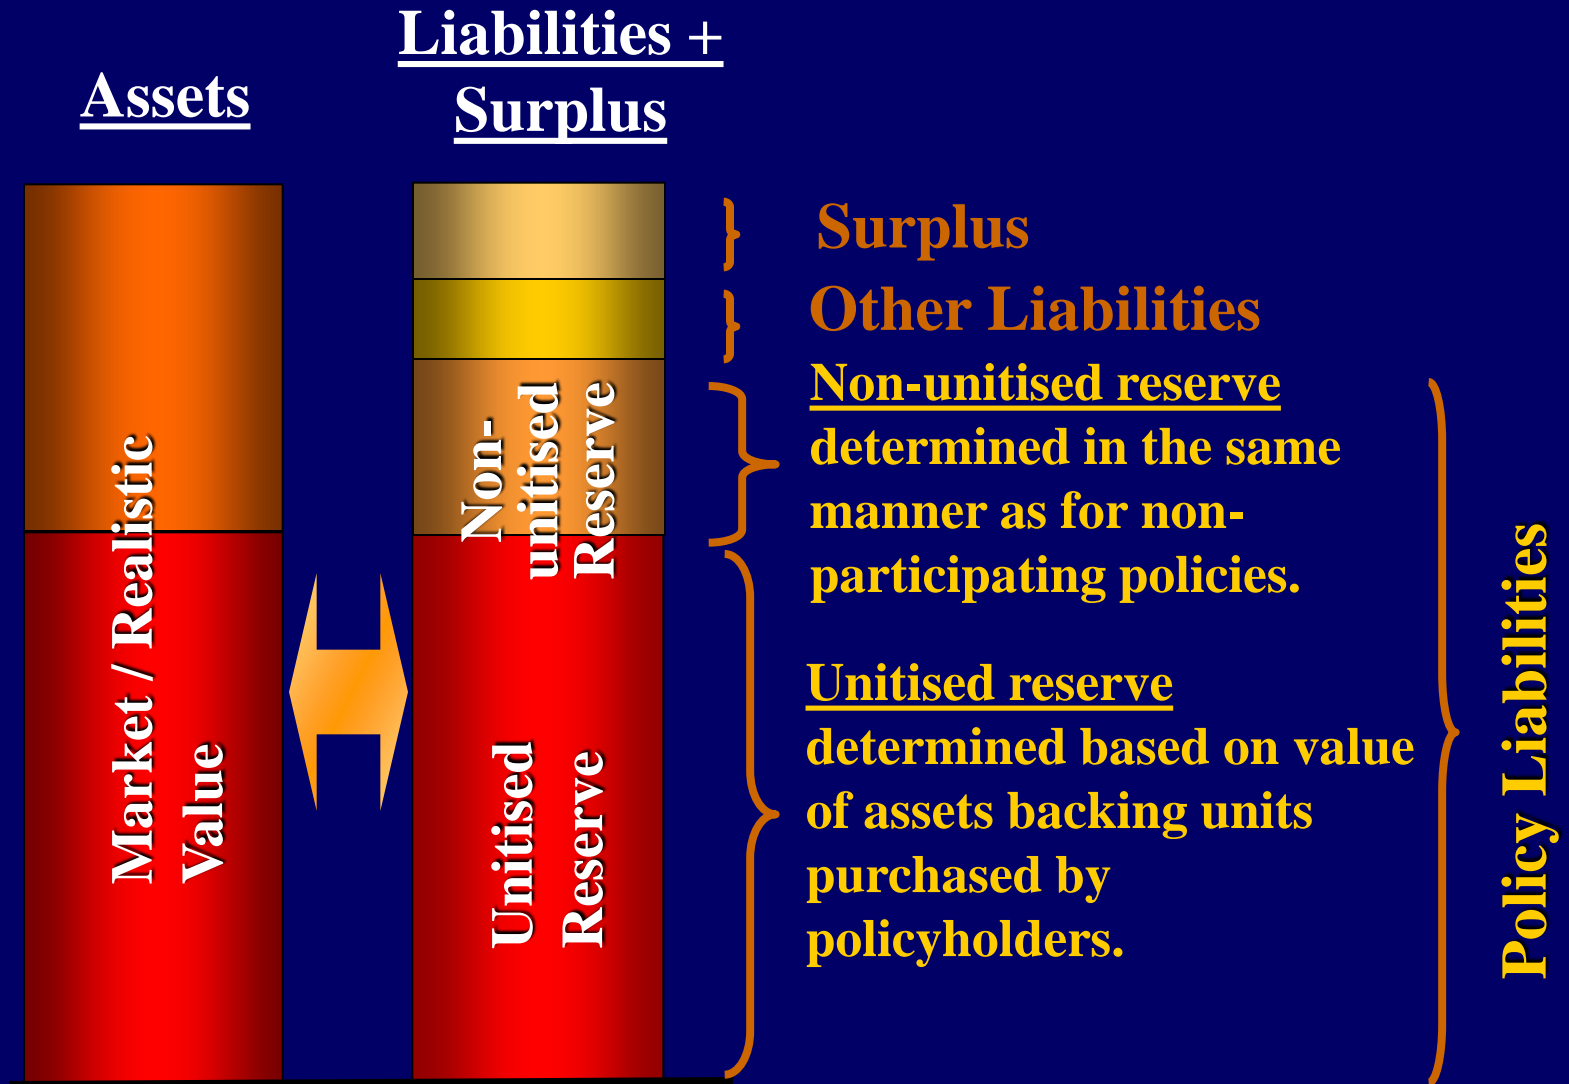 Assets
Liabilities +
Surplus
Market / Realistic
Value
Non-
unitised
Reserve
Unitised
Reserve
Surplus
Other Liabilities
Non-unitised reserve
determined in the same
manner as for non-
participating policies.
Unitised reserve
determined based on value
of assets backing units
purchased by
policyholders.
Policy Liabilities